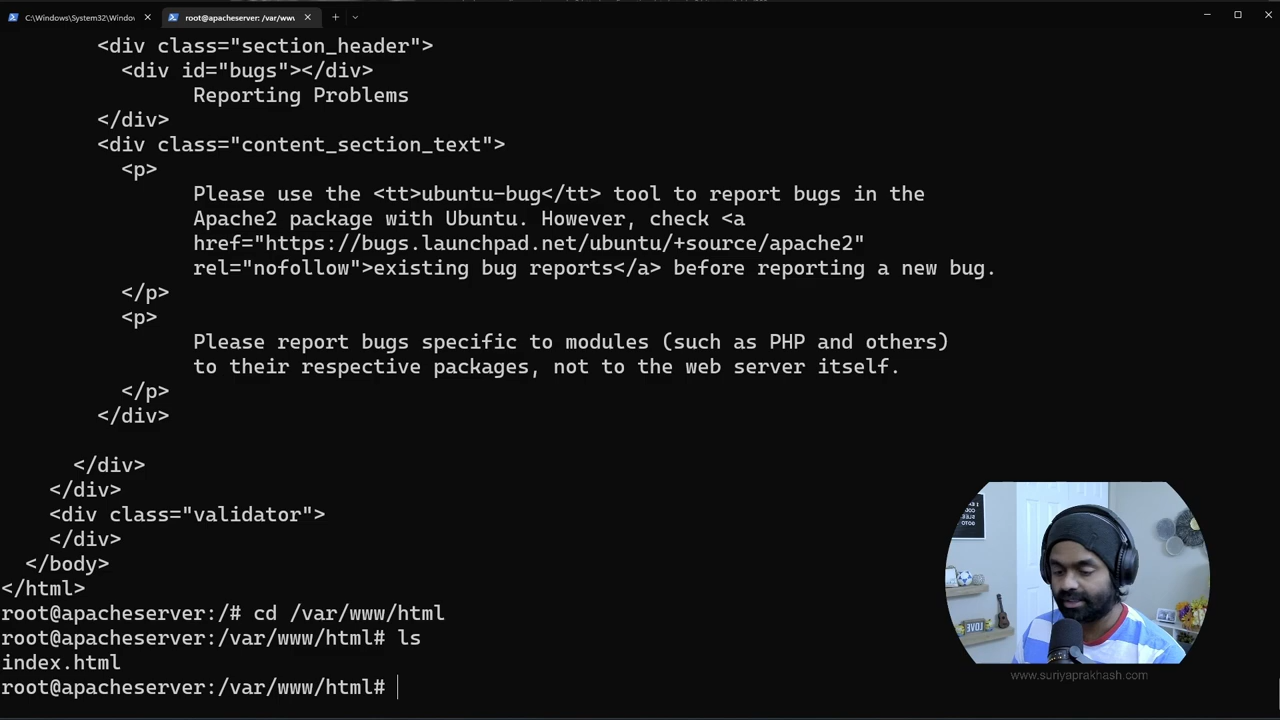 C:\Windows\System32\Windov
root@apacheserver: /var/ww\
<div class="section_header">
<div id="bugs"></div>
Reporting Problems
</div>
<div class="content_section_text">
<p>
Please use the <tt>ubuntu-bug</tt> tool to report bugs in the
Apache2 package with Ubuntu. However, check <a
href="https://bugs.launchpad.net/ubuntu/+source/apache2"
rel="nofollow">existing bug reports</a> before reporting a new bug.
</p>
<p>
Please report bugs specific to modules (such as PHP and others)
to their respective packages, not to the web server itself.
</p>
</div>
</div>
</div>
<div class="validator">
</div>
</body>
</html>
root@apacheserver:/# cd /var/www/html
root@apacheserver:/var/www/html# ls
index.html
root@apacheserver:/var/www/html#
LOVE
www.suriyaprakhash.com